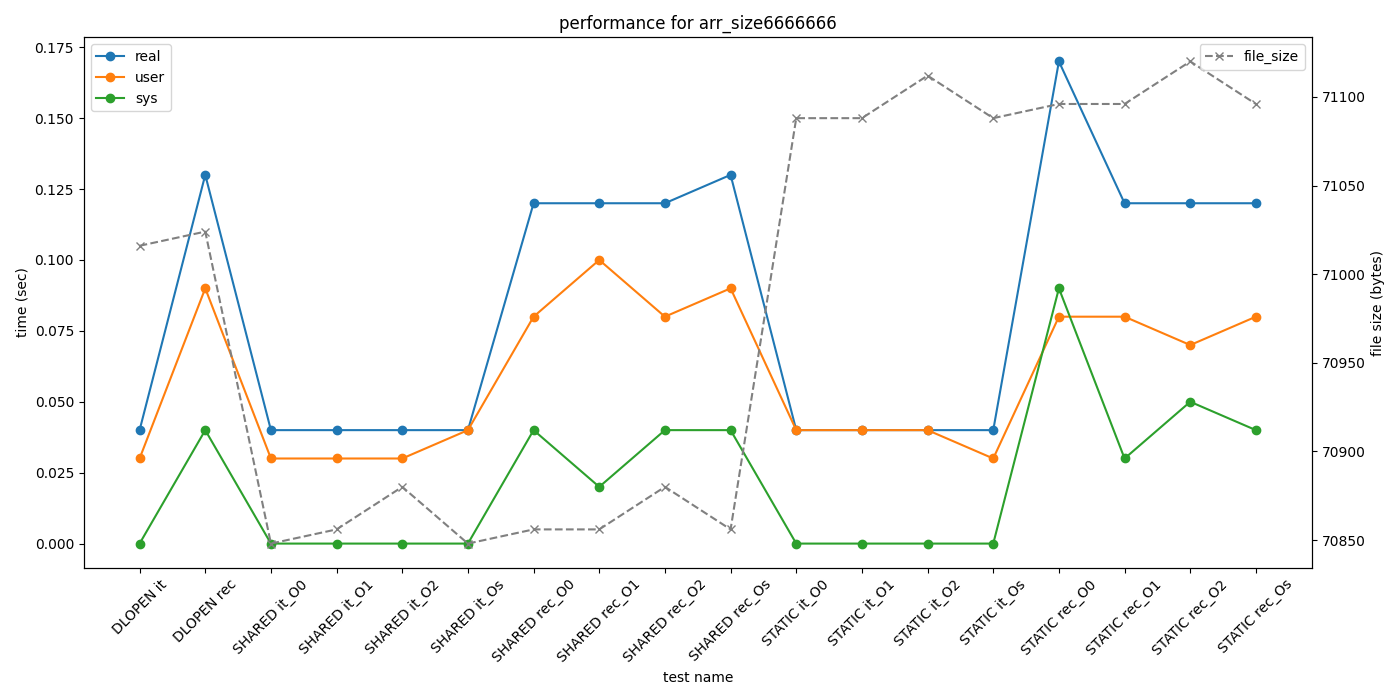 performance for arr_size6666666
real
user
sys
file_size
time (sec)
0.175
0.150
0.125
0.100
0.075
0.050
0.025
0.000
71100
71050
71000
70950
70900
70850
file size (bytes)
DLOPEN it
DLOPEN rec
SHARED it_O0
SHARED it_O1
SHARED it_O2
SHARED it_Os
SHARED rec_O0
SHARED rec_O1
SHARED rec_O2
SHARED rec_Os
STATIC it_O0
STATIC it_O1
STATIC it_O2
STATIC it_Os
STATIC rec_O0
STATIC rec_O1
STATIC rec_O2
STATIC rec_Os
test name